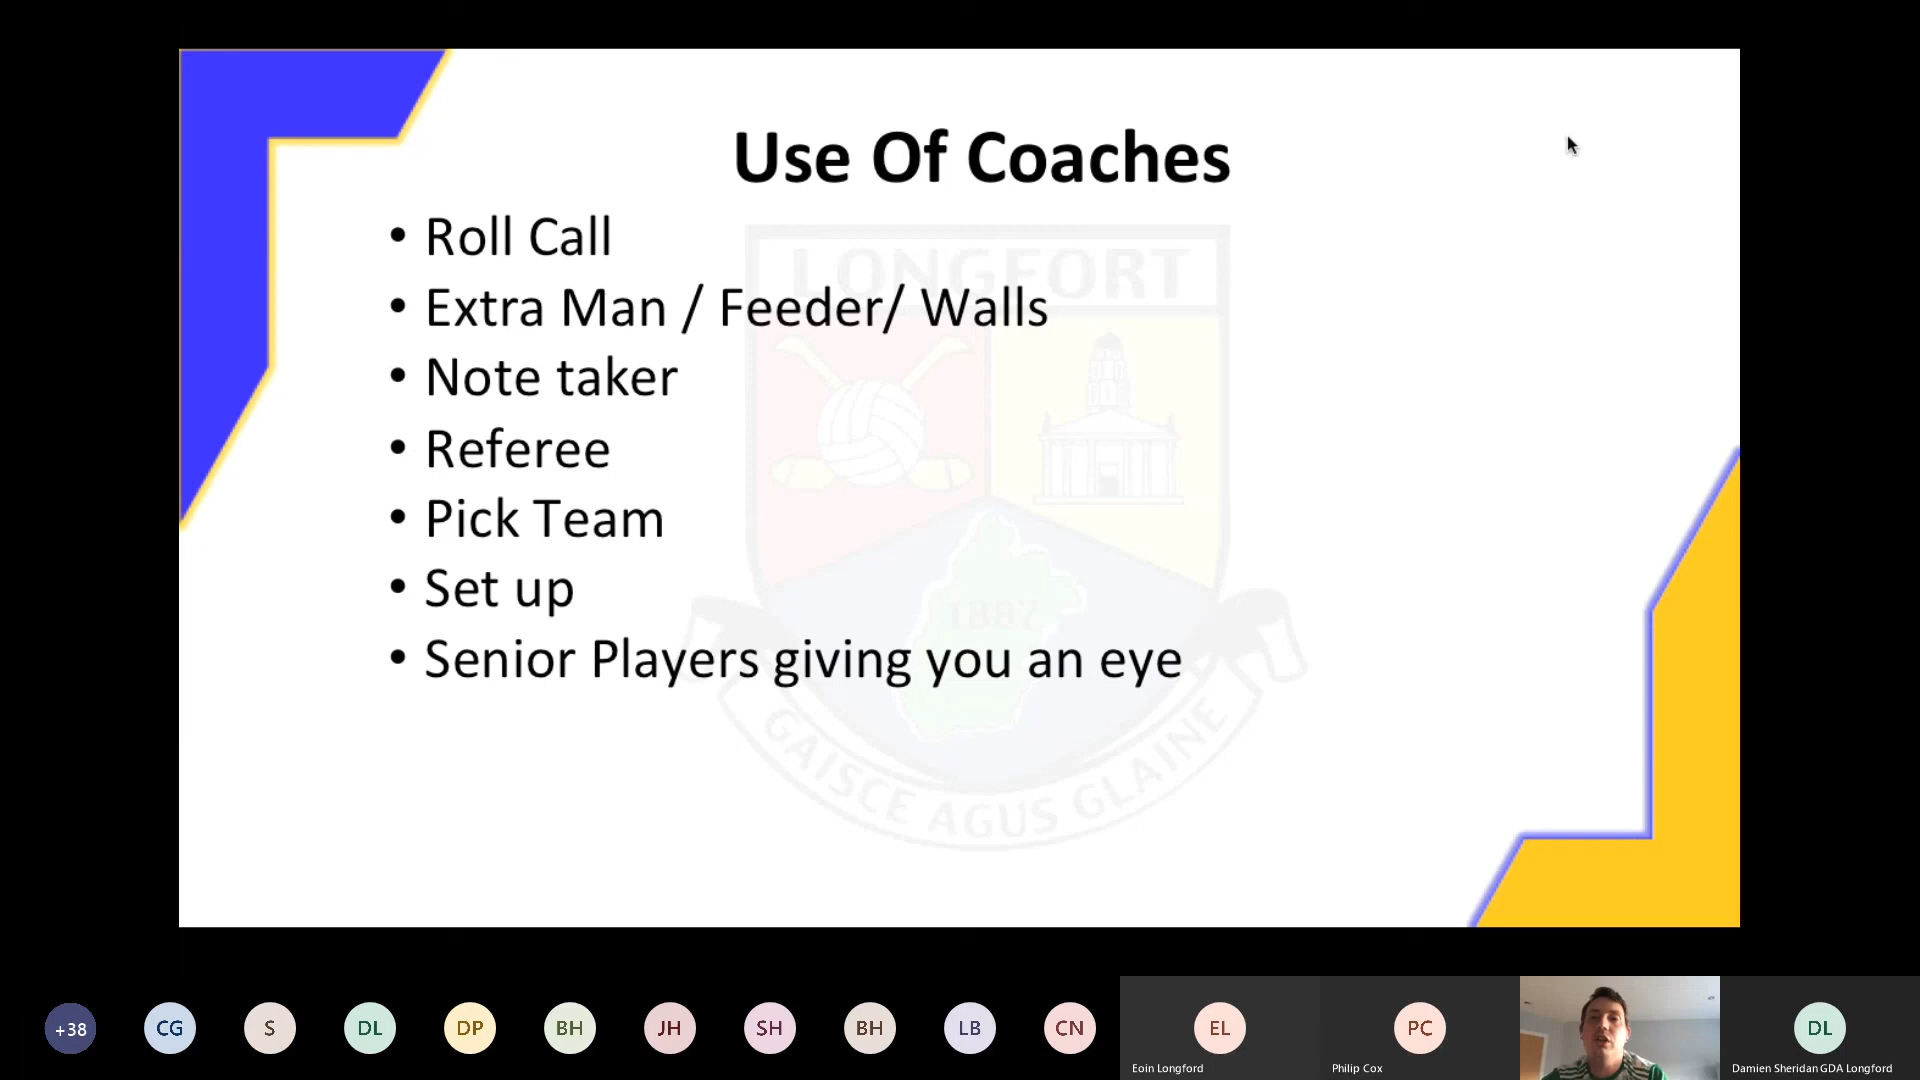 Use Of Coaches
• Roll Call
• Extra Man / Feeder/ Walls
• Note taker
• Referee
• Pick Team
• Set up
• Senior Players giving you an eye
LONGFORT
1887
GAISCE AGUS GLAINE
+38
CG
S
DL
DP
BH
JH
SH
BH
LB
CN
EL
PC
DL
Eoin Longford
Philip Cox
Damien Sheridan GDA Longford